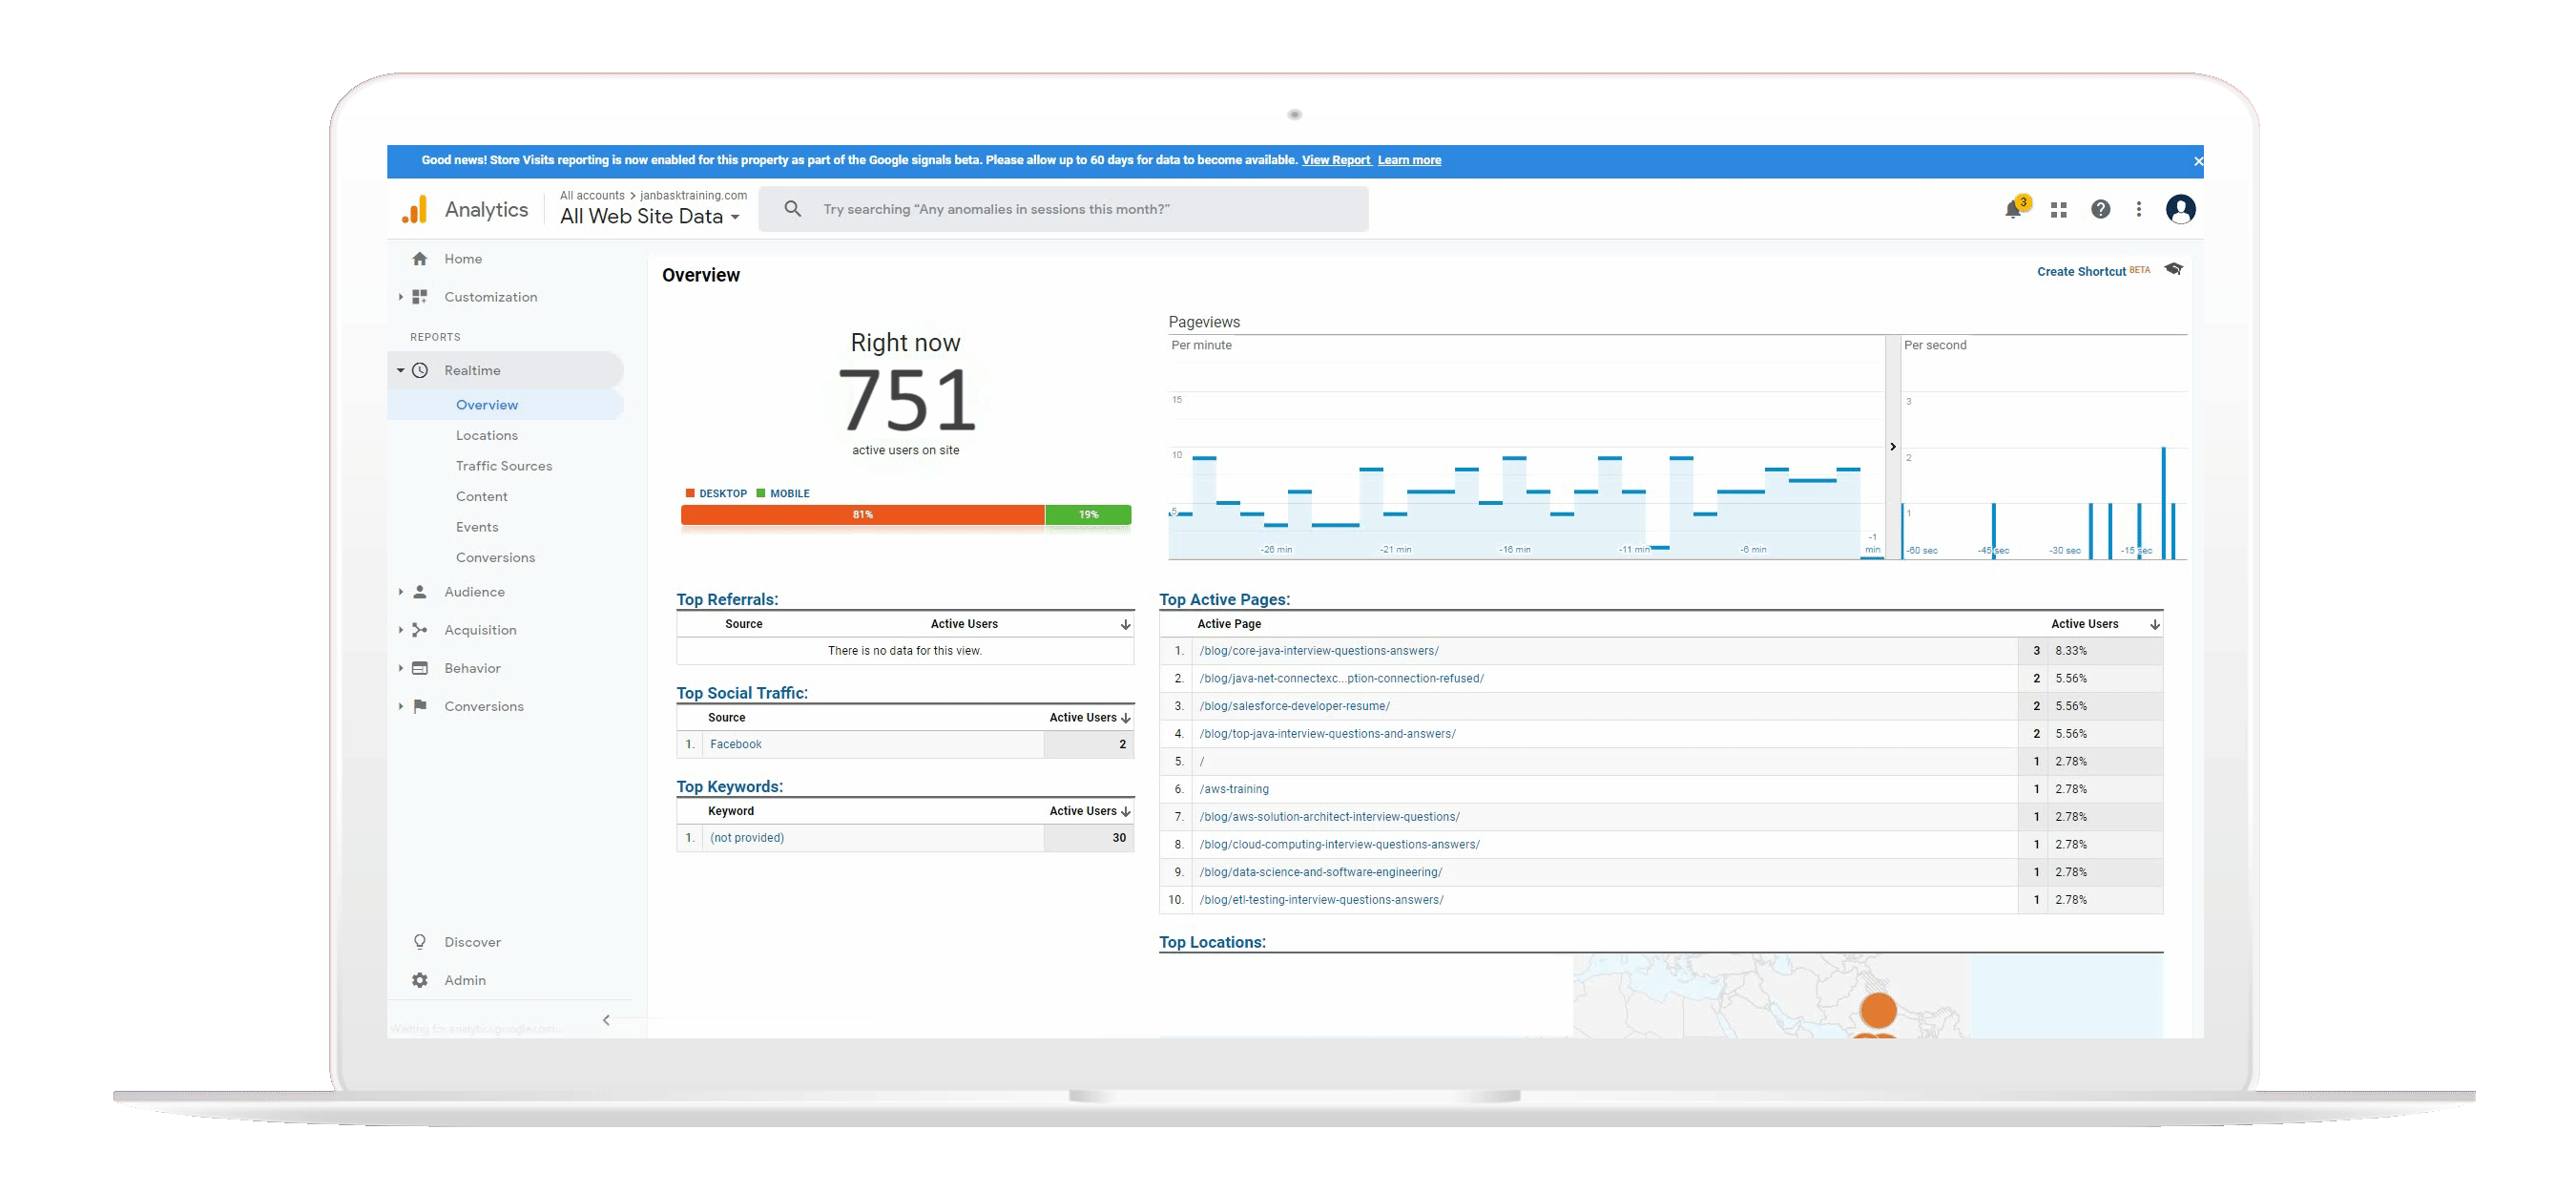 Good news! Store Visits reporting is now enabled for this property as part of the Google signals beta. Please allow up to 60 days for data to become available. View Report Learn more
Analytics
All accounts > janbasktraining.com
All Web Site Data
Try searching “Any anomalies in sessions this month?”
3
Home
Customization
REPORTS
Realtime
Overview
Locations
Traffic Sources
Content
Events
Conversions
Audience
Acquisition
Behavior
Conversions
Discover
Admin
Waiting for analytics.google.com...
Overview
Create Shortcut BETA
Right now
751
active users on site
DESKTOP MOBILE
81% 19%
Pageviews
Per minute
15
10
5
-26 min -21 min -16 min -11 min -6 min -1 min
Per second
3
2
1
-60 sec -45 sec -30 sec -15 sec
Top Referrals:
Source Active Users
There is no data for this view.
Top Social Traffic:
Source Active Users
1. Facebook 2
Top Keywords:
Keyword Active Users
1. (not provided) 30
Top Active Pages:
Active Page Active Users
1. /blog/core-java-interview-questions-answers/ 3 8.33%
2. /blog/java-net-connectexc...ption-connection-refused/ 2 5.56%
3. /blog/salesforce-developer-resume/ 2 5.56%
4. /blog/top-java-interview-questions-and-answers/ 2 5.56%
5. / 1 2.78%
6. /aws-training 1 2.78%
7. /blog/aws-solution-architect-interview-questions/ 1 2.78%
8. /blog/cloud-computing-interview-questions-answers/ 1 2.78%
9. /blog/data-science-and-software-engineering/ 1 2.78%
10. /blog/etl-testing-interview-questions-answers/ 1 2.78%
Top Locations: